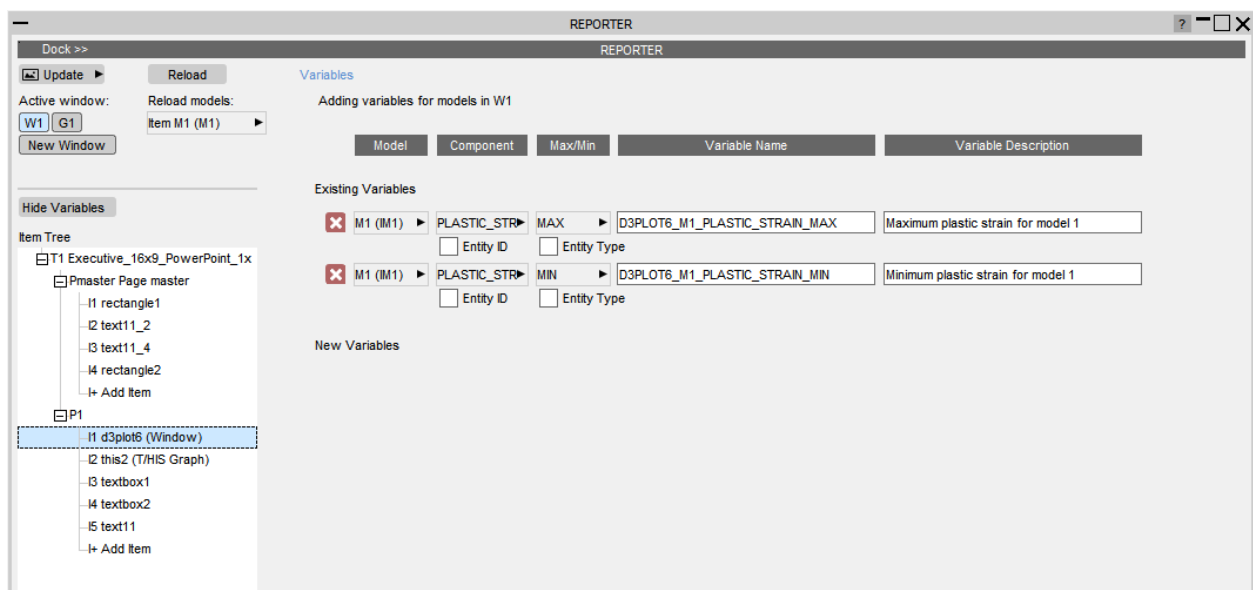 REPORTER
?
Dock >>
REPORTER
Update
Reload
Variables
Active window:
Reload models:
Adding variables for models in W1
W1 G1
Item M1 (M1)
New Window
Model Component Max/Min Variable Name Variable Description
Existing Variables
Hide Variables
M1 (IM1) PLASTIC_STR MAX D3PLOT6_M1_PLASTIC_STRAIN_MAX Maximum plastic strain for model 1
Entity ID Entity Type
M1 (IM1) PLASTIC_STR MIN D3PLOT6_M1_PLASTIC_STRAIN_MIN Minimum plastic strain for model 1
Entity ID Entity Type
New Variables
Item Tree
T1 Executive_16x9_PowerPoint_1x
Pmaster Page master
I1 rectangle1
I2 text11_2
I3 text11_4
I4 rectangle2
I+ Add Item
P1
I1 d3plot6 (Window)
I2 this2 (T/HIS Graph)
I3 textbox1
I4 textbox2
I5 text11
I+ Add Item